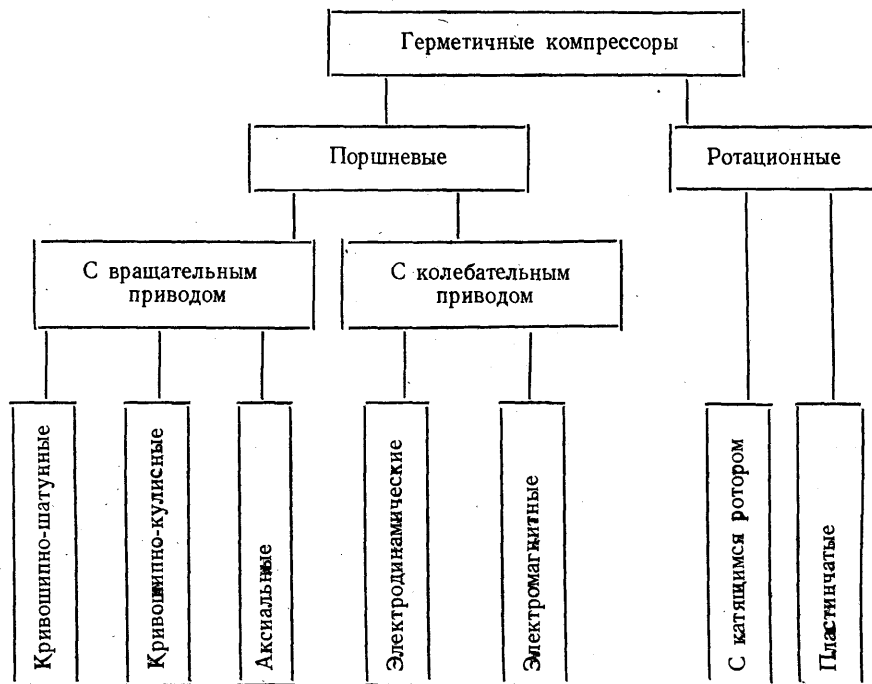 Герметичные компрессоры
Поршневые
Ротационные
С вращательным
приводом
С колебательным
приводом
Кривошипно-шатунные
Кривошипно-кулисные
Аксиальные
Электродинамические
Электромагнитные
С катящимся ротором
Пластинчатые